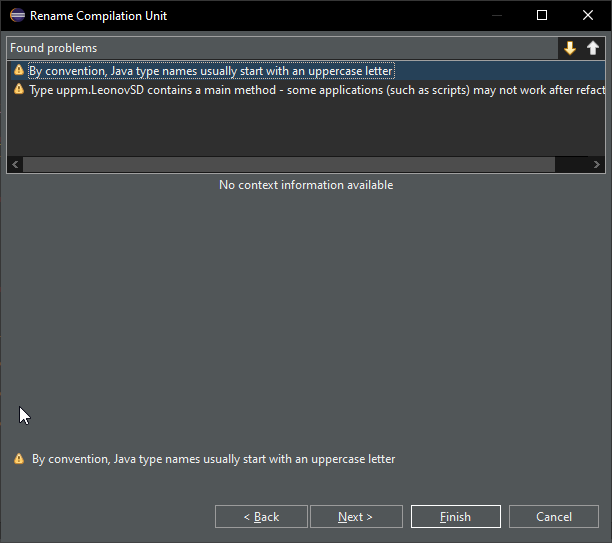 Rename Compilation Unit
Found problems
By convention, Java type names usually start with an uppercase letter
Type uppm.LeonovSD contains a main method - some applications (such as scripts) may not work after refact
No context information available
By convention, Java type names usually start with an uppercase letter
< Back Next > Finish Cancel